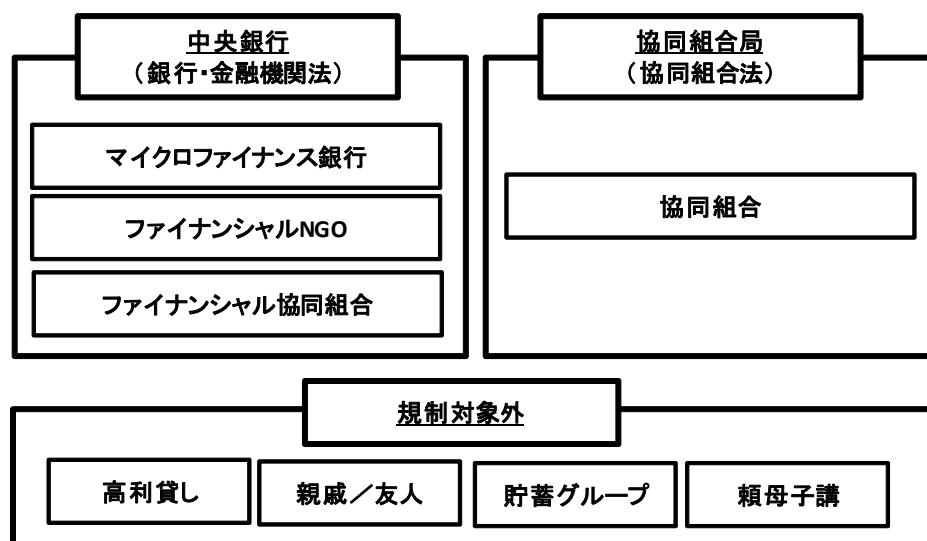 中央銀行
（銀行・金融機関法）
マイクロファイナンス銀行
ファイナンシャルNGO
ファイナンシャル協同組合
協同組合局
（協同組合法）
協同組合
規制対象外
高利貸し
親戚／友人
貯蓄グループ
頼母子講